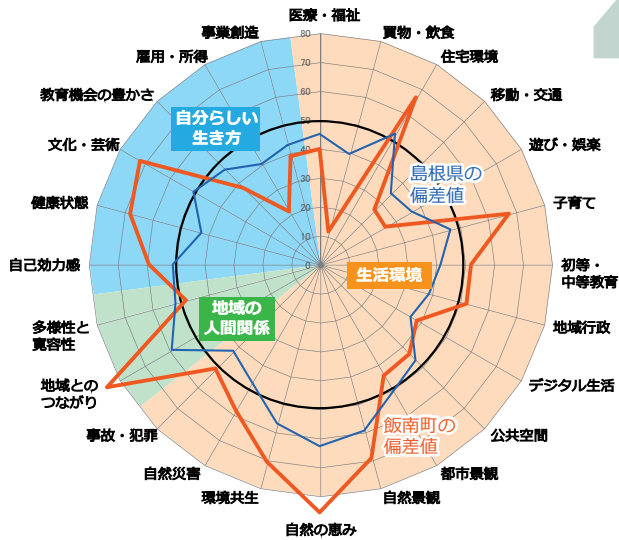 医療・福祉
買物・飲食
住宅環境
移動・交通
遊び・娯楽
子育て
初等・
中等教育
地域行政
デジタル生活
公共空間
都市景観
自然景観
自然の恵み
環境共生
自然災害
事故・犯罪
地域との
つながり
多様性と
寛容性
自己効力感
健康状態
文化・芸術
教育機会の豊かさ
雇用・所得
事業創造
80
70
60
50
40
30
20
10
0
自分らしい
生き方
島根県の
偏差値
生活環境
地域の
人間関係
飯南町の
偏差値